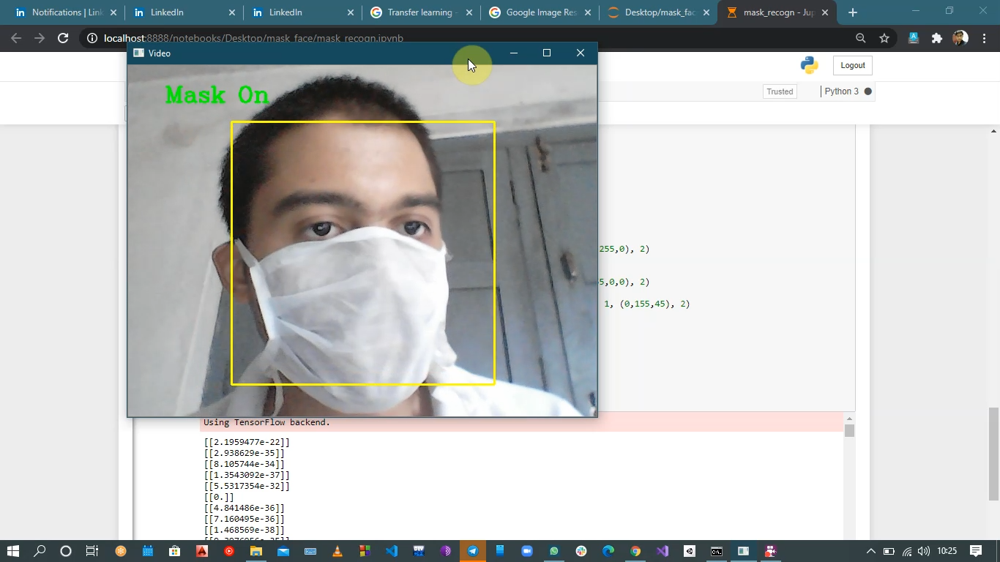 Notifications | Link
LinkedIn
LinkedIn
Transfer learning -
Google Image Res
Desktop/mask_fac
mask_recogn - Jup
localhost:8888/notebooks/Desktop/mask_face/mask_recogn.ipynb
Video
Logout
Mask On
Trusted
Python 3
255,0), 2)
5,0,0), 2)
1, (0,155,45), 2)
Using TensorFlow backend.
[[2.1959477e-22]]
[[2.938629e-35]]
[[8.105744e-34]]
[[1.3543092e-37]]
[[5.5317354e-32]]
[[0.]]
[[4.841486e-36]]
[[7.160495e-36]]
[[1.468569e-38]]
10:25